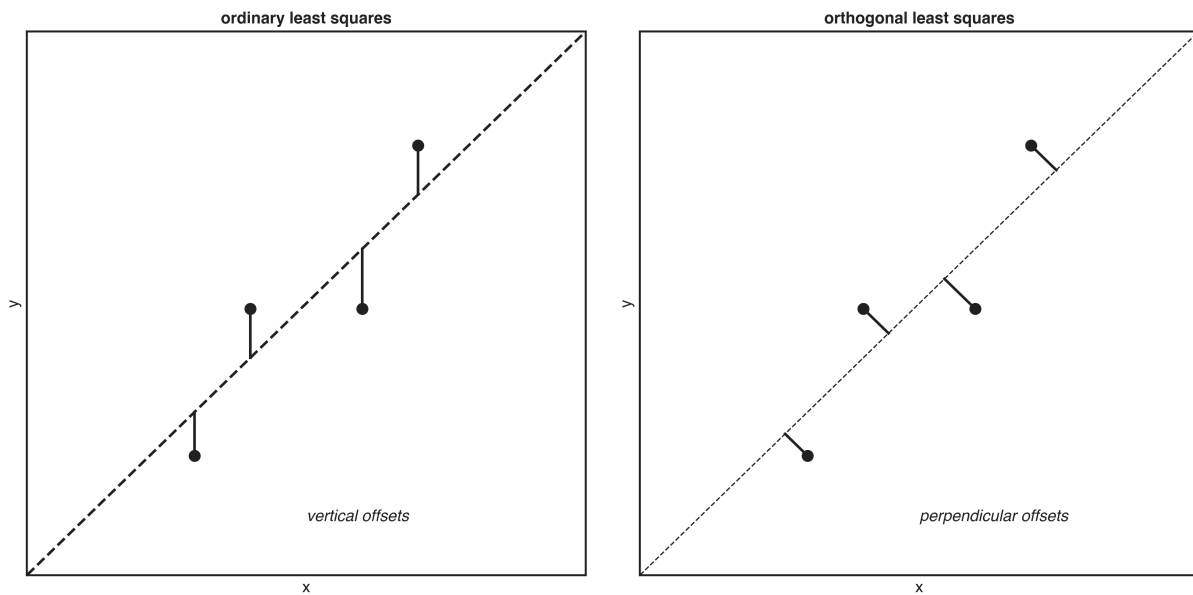 ordinary least squares
y
vertical offsets
x
orthogonal least squares
y
perpendicular offsets
x